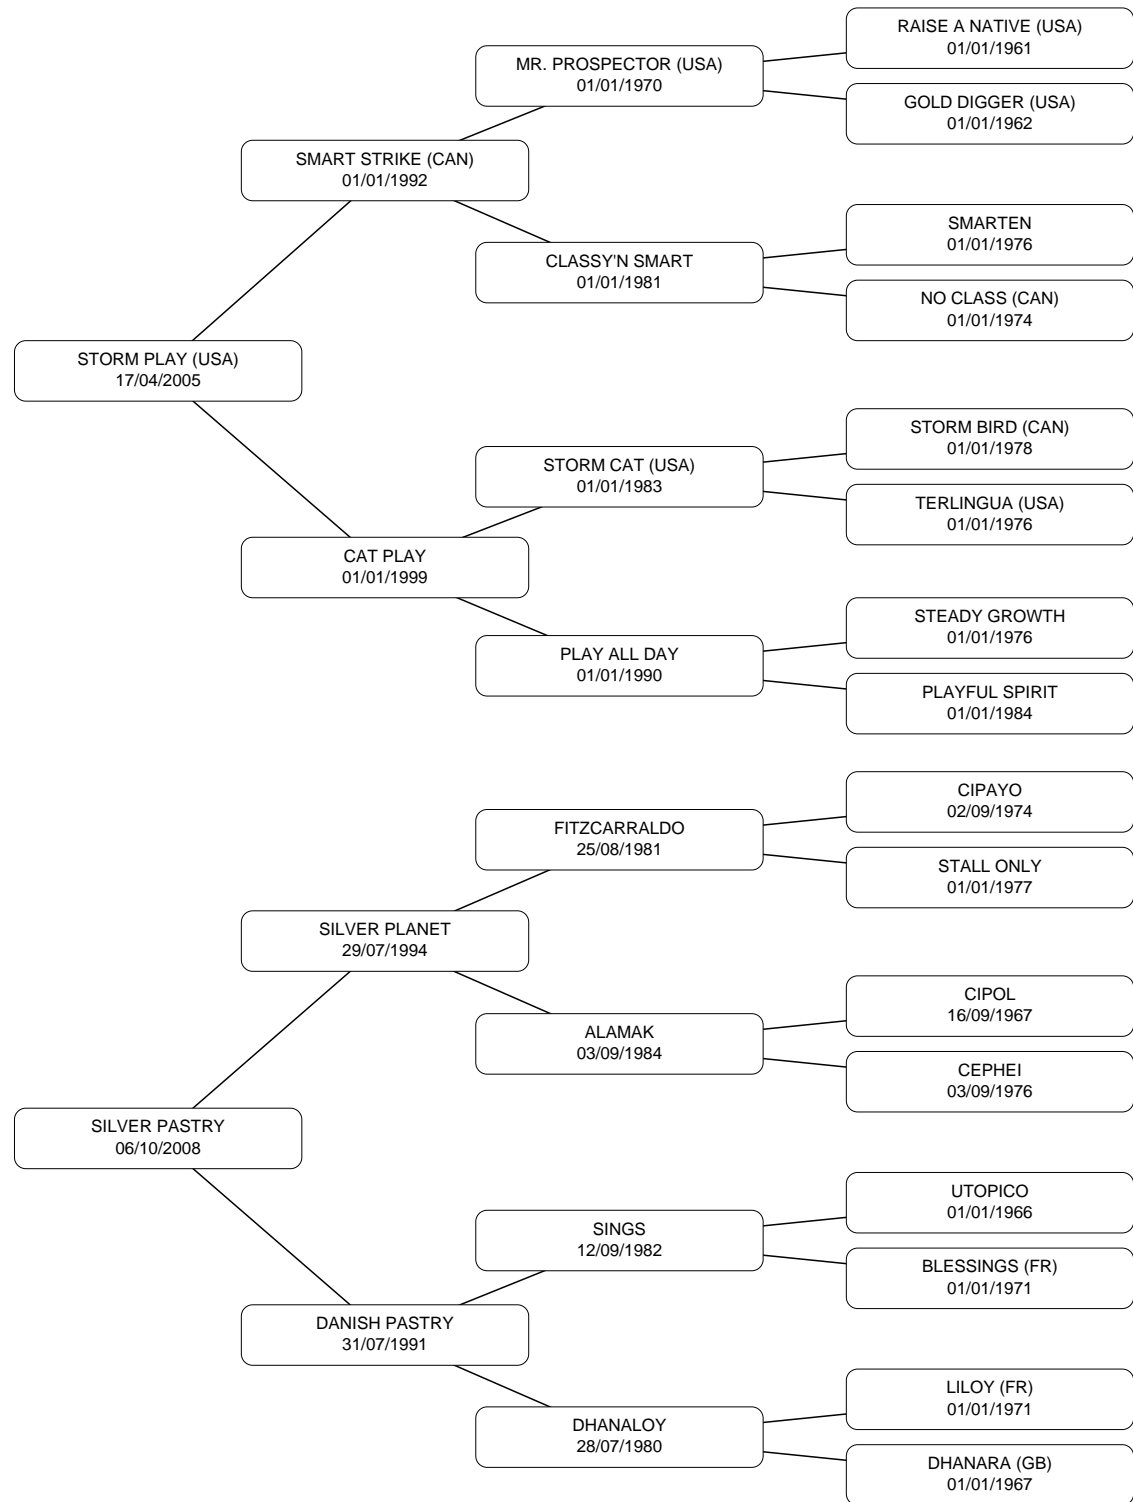 RAISE A NATIVE (USA)
01/01/1961
MR. PROSPECTOR (USA)
01/01/1970
GOLD DIGGER (USA)
01/01/1962
SMART STRIKE (CAN)
01/01/1992
SMARTEN
01/01/1976
CLASSY'N SMART
01/01/1981
NO CLASS (CAN)
01/01/1974
STORM PLAY (USA)
17/04/2005
STORM BIRD (CAN)
01/01/1978
STORM CAT (USA)
01/01/1983
TERLINGUA (USA)
01/01/1976
CAT PLAY
01/01/1999
STEADY GROWTH
01/01/1976
PLAY ALL DAY
01/01/1990
PLAYFUL SPIRIT
01/01/1984
CIPAYO
02/09/1974
FITZCARRALDO
25/08/1981
STALL ONLY
01/01/1977
SILVER PLANET
29/07/1994
CIPOL
16/09/1967
ALAMAK
03/09/1984
CEPHEI
03/09/1976
SILVER PASTRY
06/10/2008
UTOPICO
01/01/1966
SINGS
12/09/1982
BLESSINGS (FR)
01/01/1971
DANISH PASTRY
31/07/1991
LILOY (FR)
01/01/1971
DHANALOY
28/07/1980
DHANARA (GB)
01/01/1967